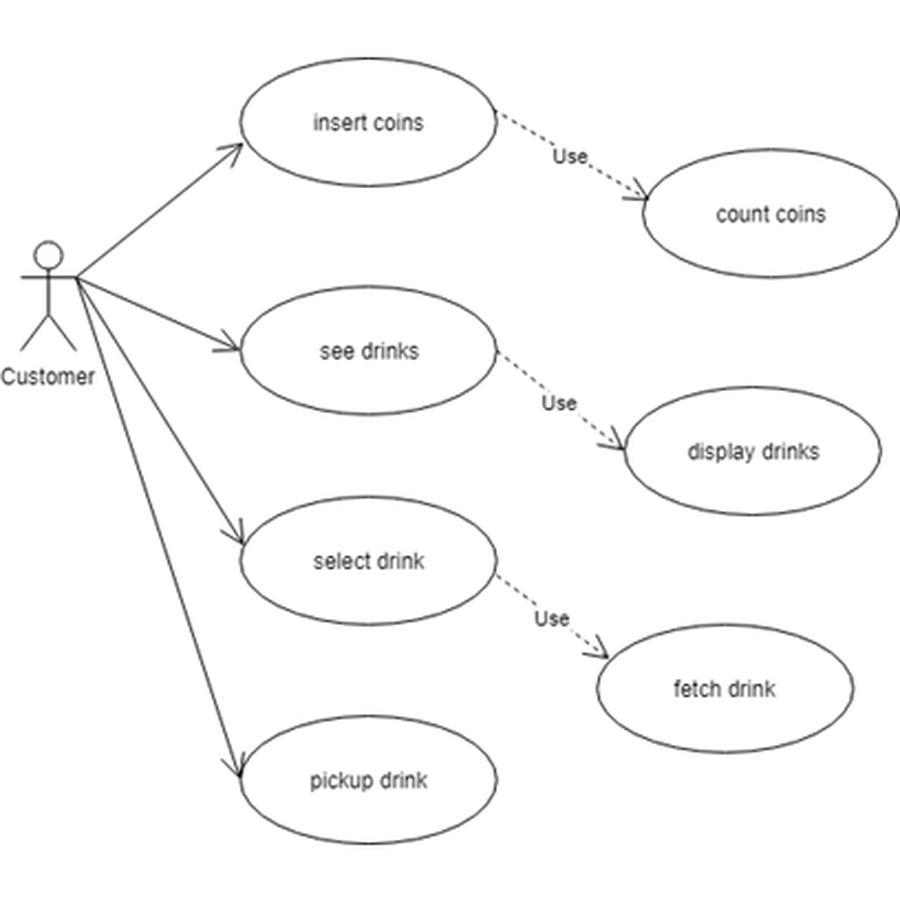 insert coins
Use
count coins
Customer
see drinks
Use
display drinks
select drink
Use
fetch drink
pickup drink